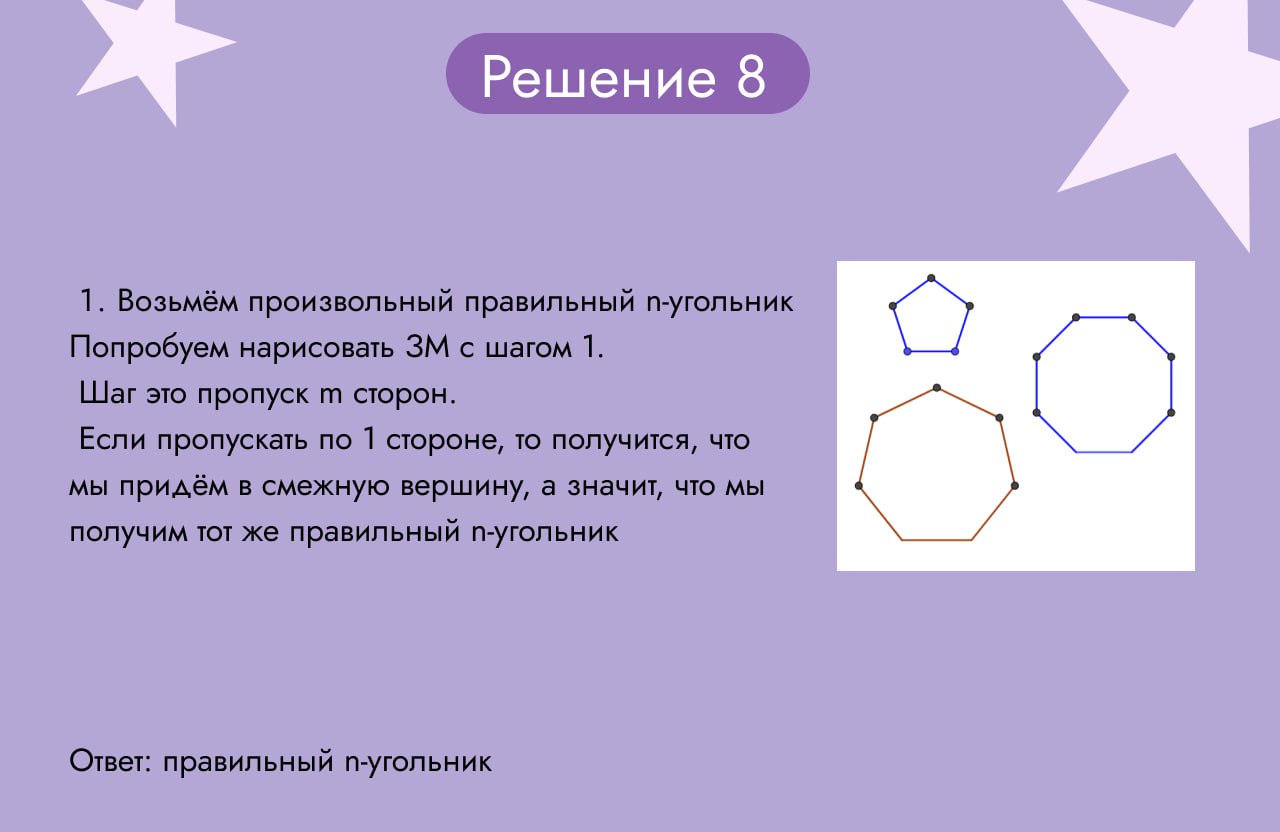 Решение 8
1. Возьмём произвольный правильный n-угольник
Попробуем нарисовать ЗМ с шагом 1.
Шаг это пропуск m сторон.
Если пропускать по 1 стороне, то получится, что
мы придём в смежную вершину, а значит, что мы
получим тот же правильный n-угольник
Ответ: правильный n-угольник